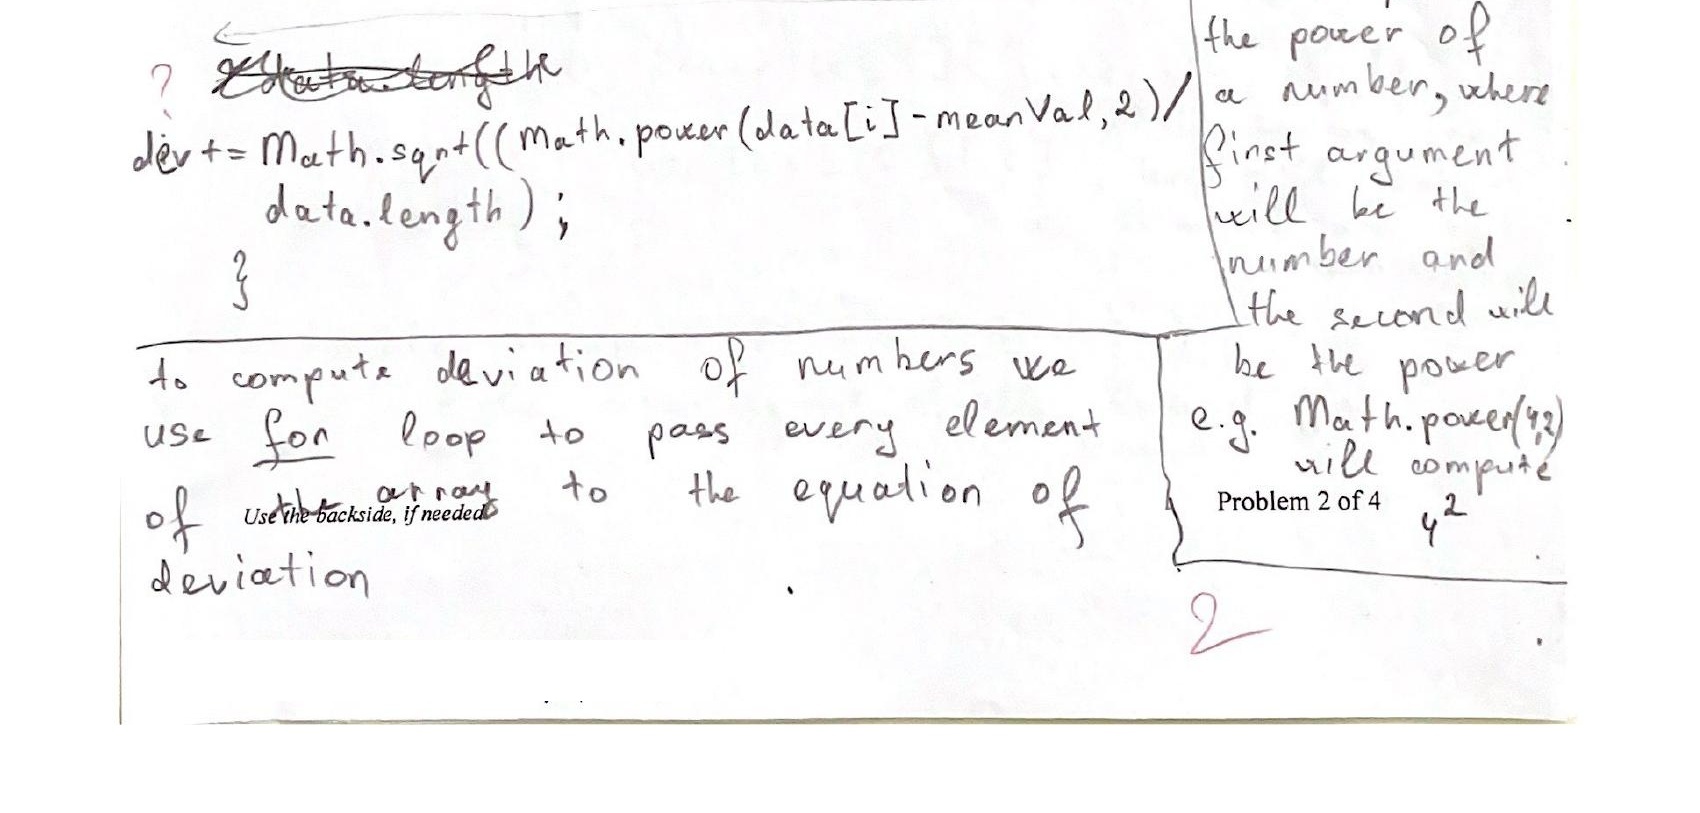 ?
data.length
dev += Math.sqrt((Math.power(data[i]-meanVal,2)/
data.length);
}
to compute deviation of numbers we
use for loop to pass every element
of the array to the equation of
deviation
Use the backside, if needed
the power of
a number, where
first argument
will be the
number and
the second will
be the power
e.g. Math.power(4,2)
will compute
4²
Problem 2 of 4
2